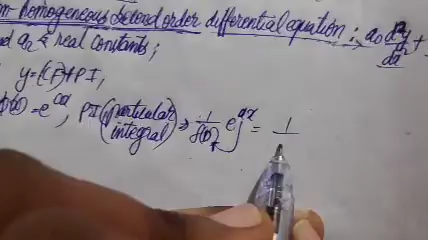 non-homogeneous second order differential equation :- a₀ d²y/dx² +
and aₙ ∈ real constants;
y = (CF) + PI,
= e^ax, PI (particular integral) ⇒ 1/f(D) e^ax = 1/